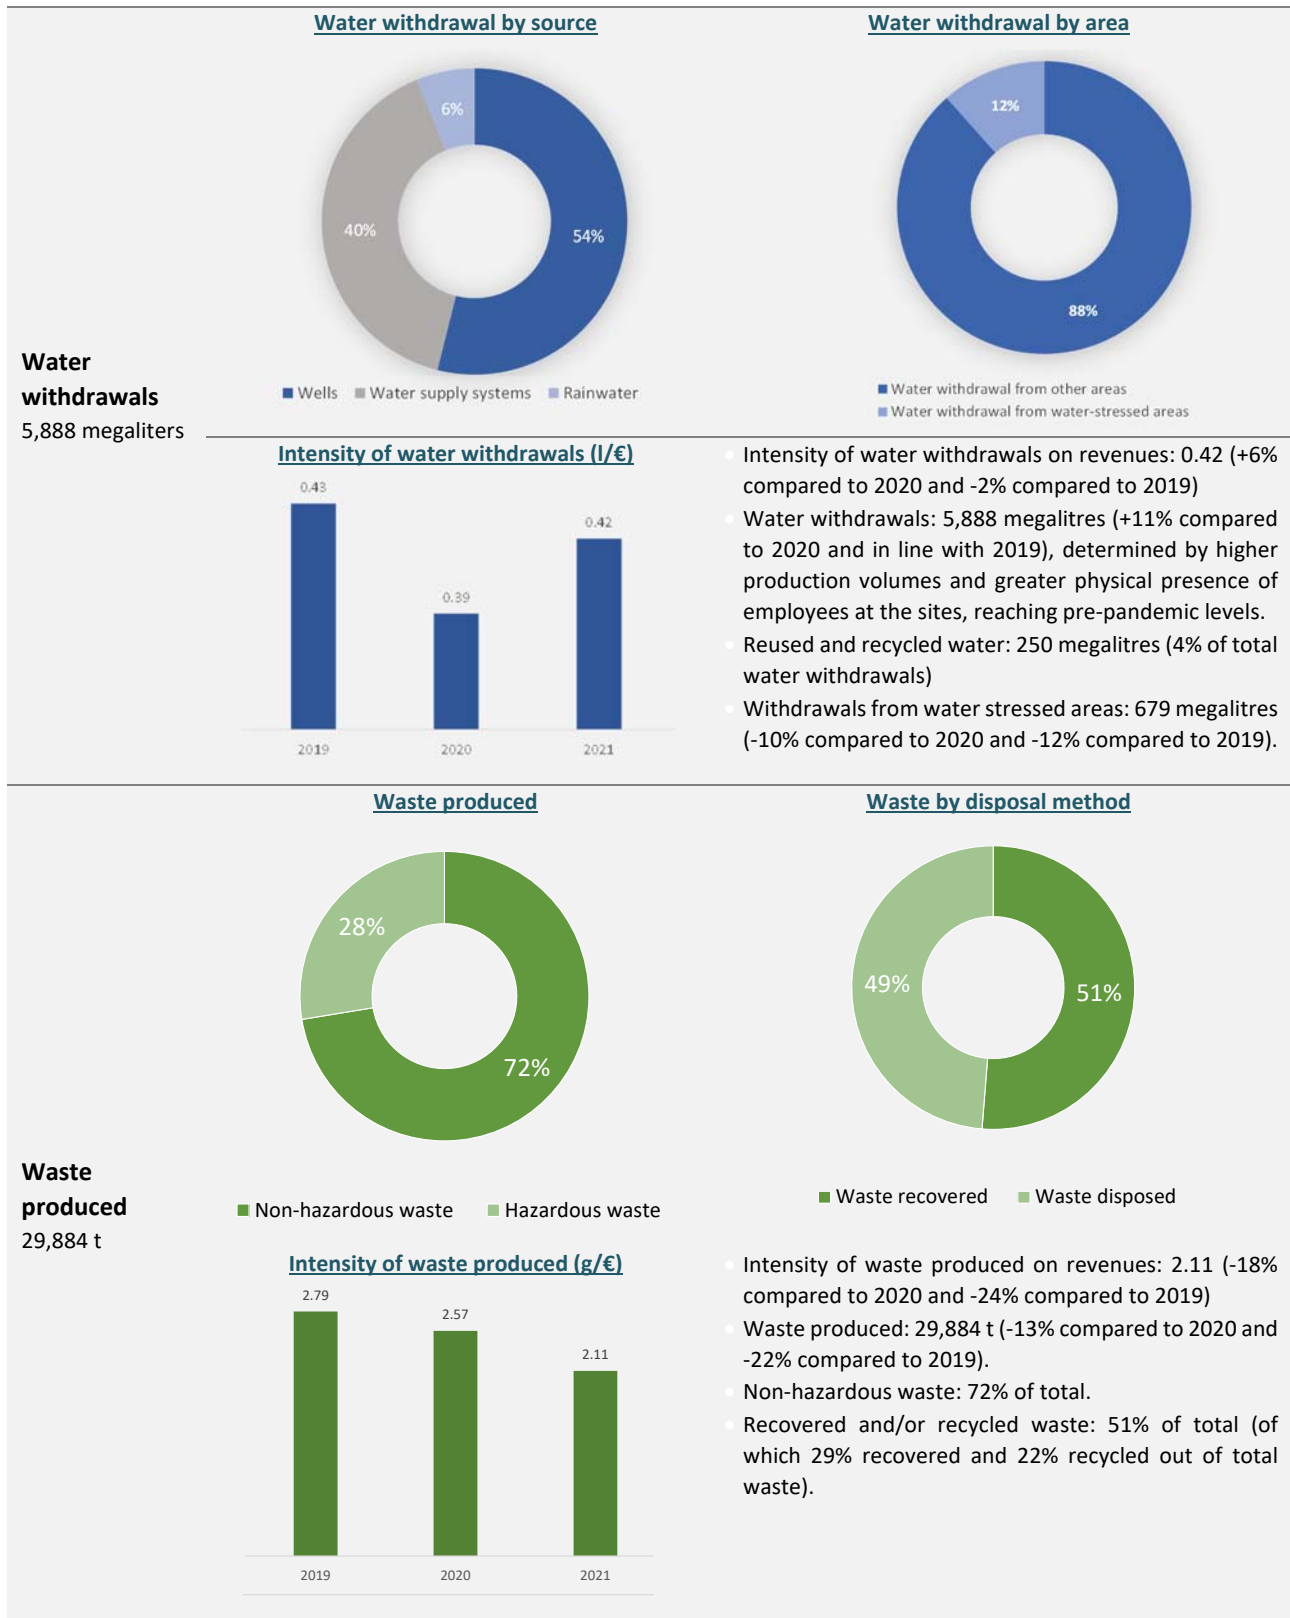 Water withdrawal by source
Water withdrawal by area
6%
40%
54%
12%
88%
Wells
Water supply systems
Rainwater
Water withdrawal from other areas
Water withdrawal from water-stressed areas
Water
withdrawals
5,888 megaliters
Intensity of water withdrawals (l/€)
0.43
0.39
0.42
2019
2020
2021
Intensity of water withdrawals on revenues: 0.42 (+6%
compared to 2020 and -2% compared to 2019)
Water withdrawals: 5,888 megalitres (+11% compared
to 2020 and in line with 2019), determined by higher
production volumes and greater physical presence of
employees at the sites, reaching pre-pandemic levels.
Reused and recycled water: 250 megalitres (4% of total
water withdrawals)
Withdrawals from water stressed areas: 679 megalitres
(-10% compared to 2020 and -12% compared to 2019).
Waste produced
Waste by disposal method
28%
72%
49%
51%
Non-hazardous waste
Hazardous waste
Waste recovered
Waste disposed
Waste
produced
29,884 t
Intensity of waste produced (g/€)
2.79
2.57
2.11
2019
2020
2021
Intensity of waste produced on revenues: 2.11 (-18%
compared to 2020 and -24% compared to 2019)
Waste produced: 29,884 t (-13% compared to 2020 and
-22% compared to 2019).
Non-hazardous waste: 72% of total.
Recovered and/or recycled waste: 51% of total (of
which 29% recovered and 22% recycled out of total
waste).